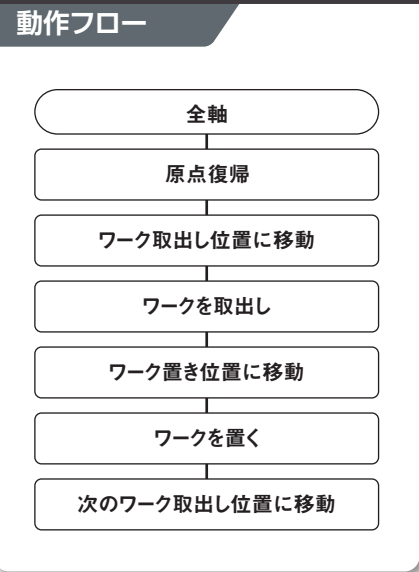 動作フロー
全軸
原点復帰
ワーク取出し位置に移動
ワークを取出し
ワーク置き位置に移動
ワークを置く
次のワーク取出し位置に移動